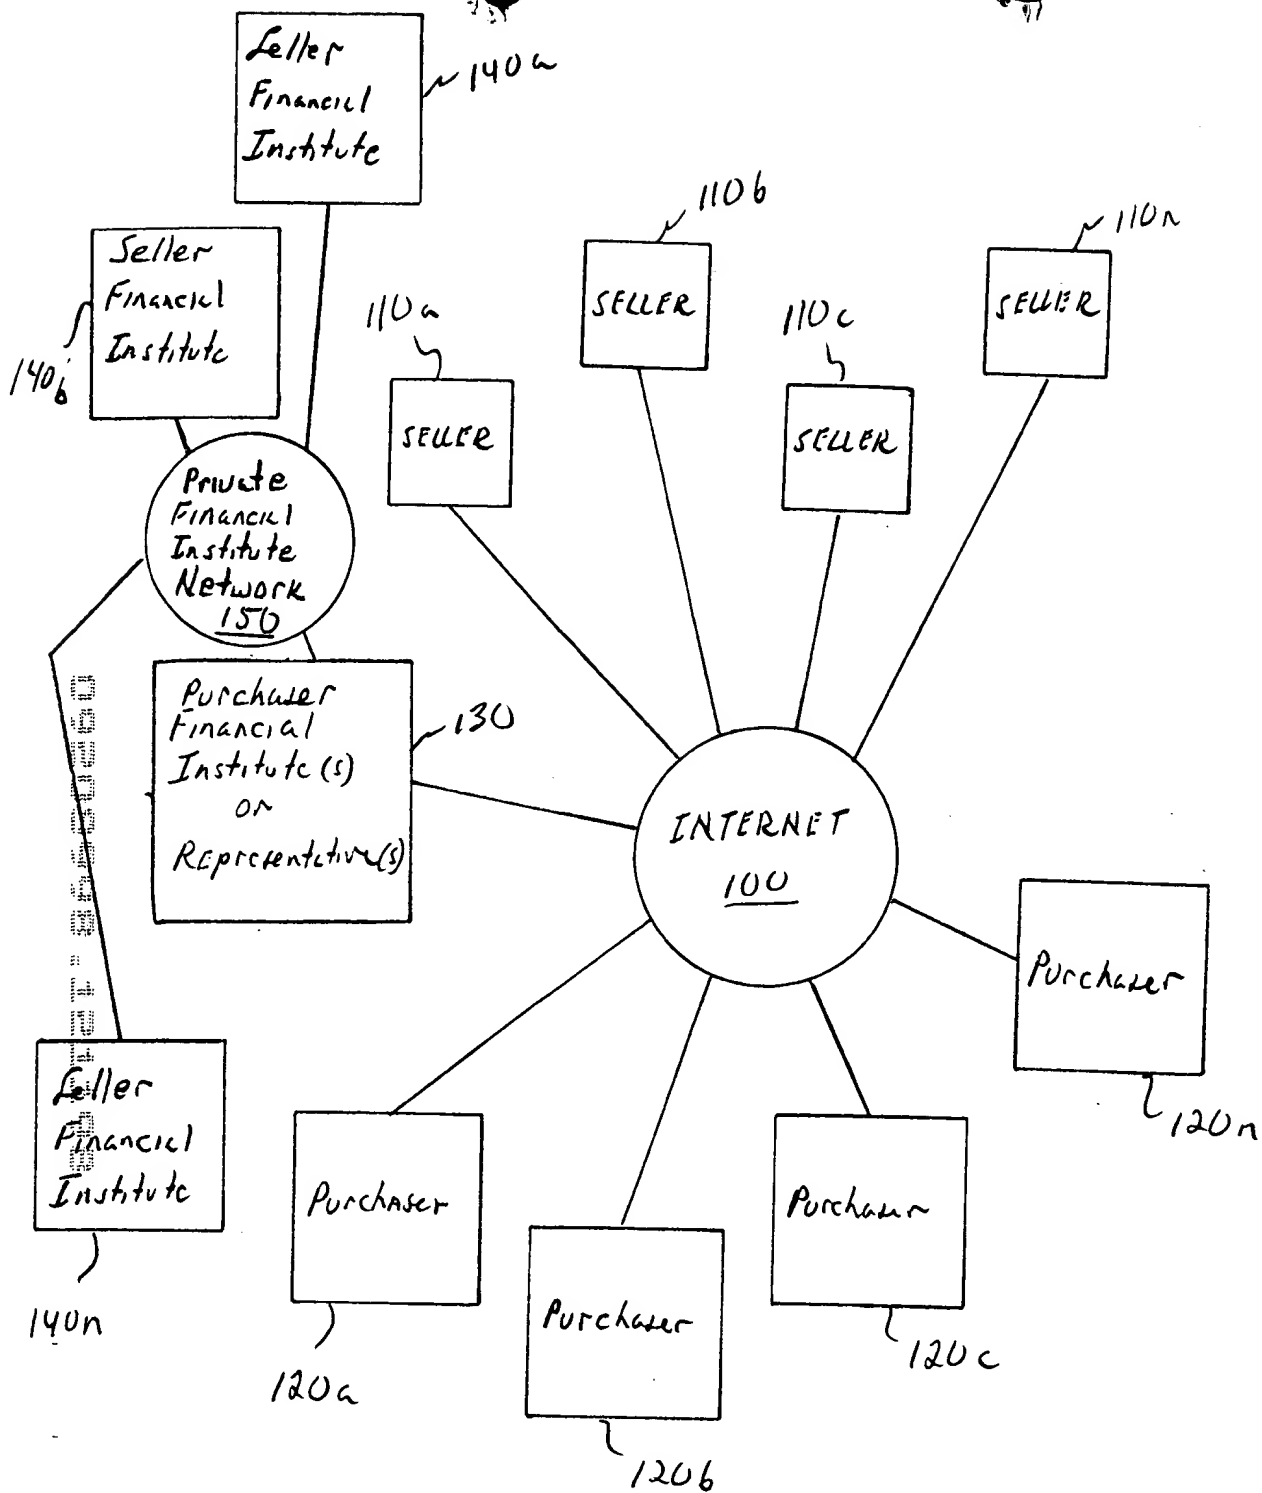 Seller
Financial
Institute
140a
Seller
Financial
Institute
140b
110a
SELLER
110b
SELLER
110c
SELLER
110n
SELLER
Private
Financial
Institute
Network
150
Purchaser
Financial
Institute(s)
or
Representative(s)
130
INTERNET
100
Purchaser
120n
Seller
Financial
Institute
140n
Purchaser
120a
Purchaser
120b
Purchaser
120c